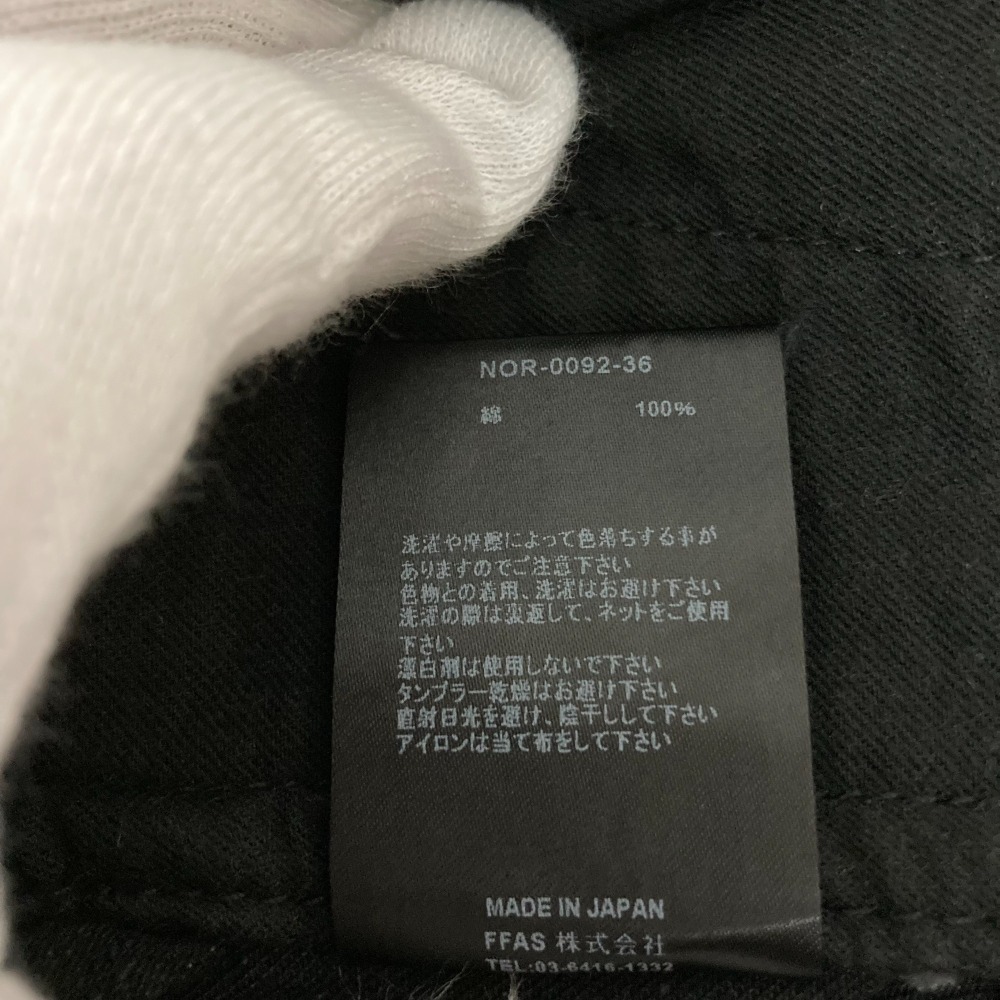 NOR-0092-36
綿 100%
洗濯や摩擦によって色落ちする事が
ありますのでご注意下さい
色物との着用、洗濯はお避け下さい
洗濯の際は裏返して、ネットをご使用
下さい
漂白剤は使用しないで下さい
タンブラー乾燥はお避け下さい
直射日光を避け、陰干しして下さい
アイロンは当て布をして下さい
MADE IN JAPAN
FFAS 株式会社
TEL:03-6416-1332